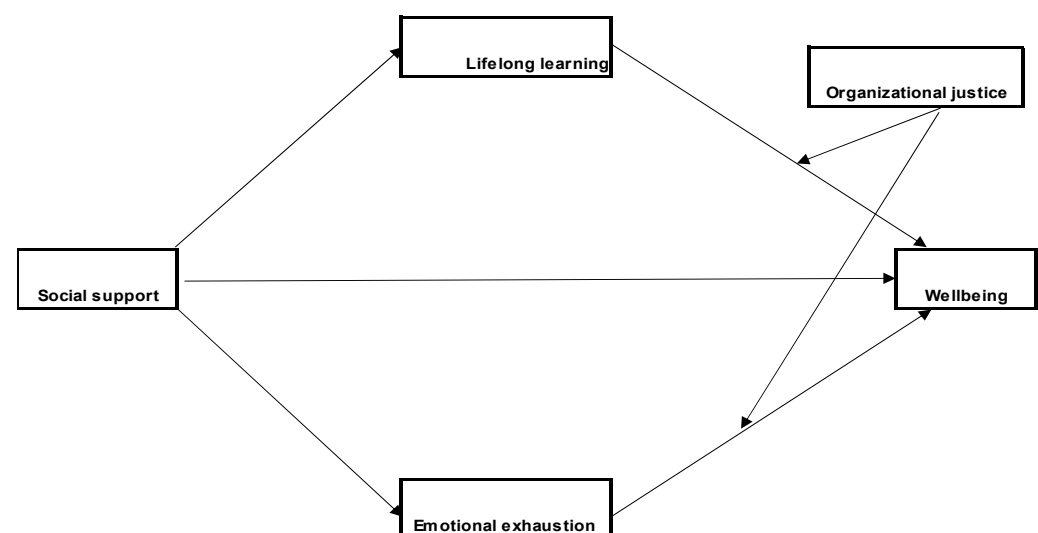 Lifelong learning
Organizational justice
Social support
Wellbeing
Emotional exhaustion